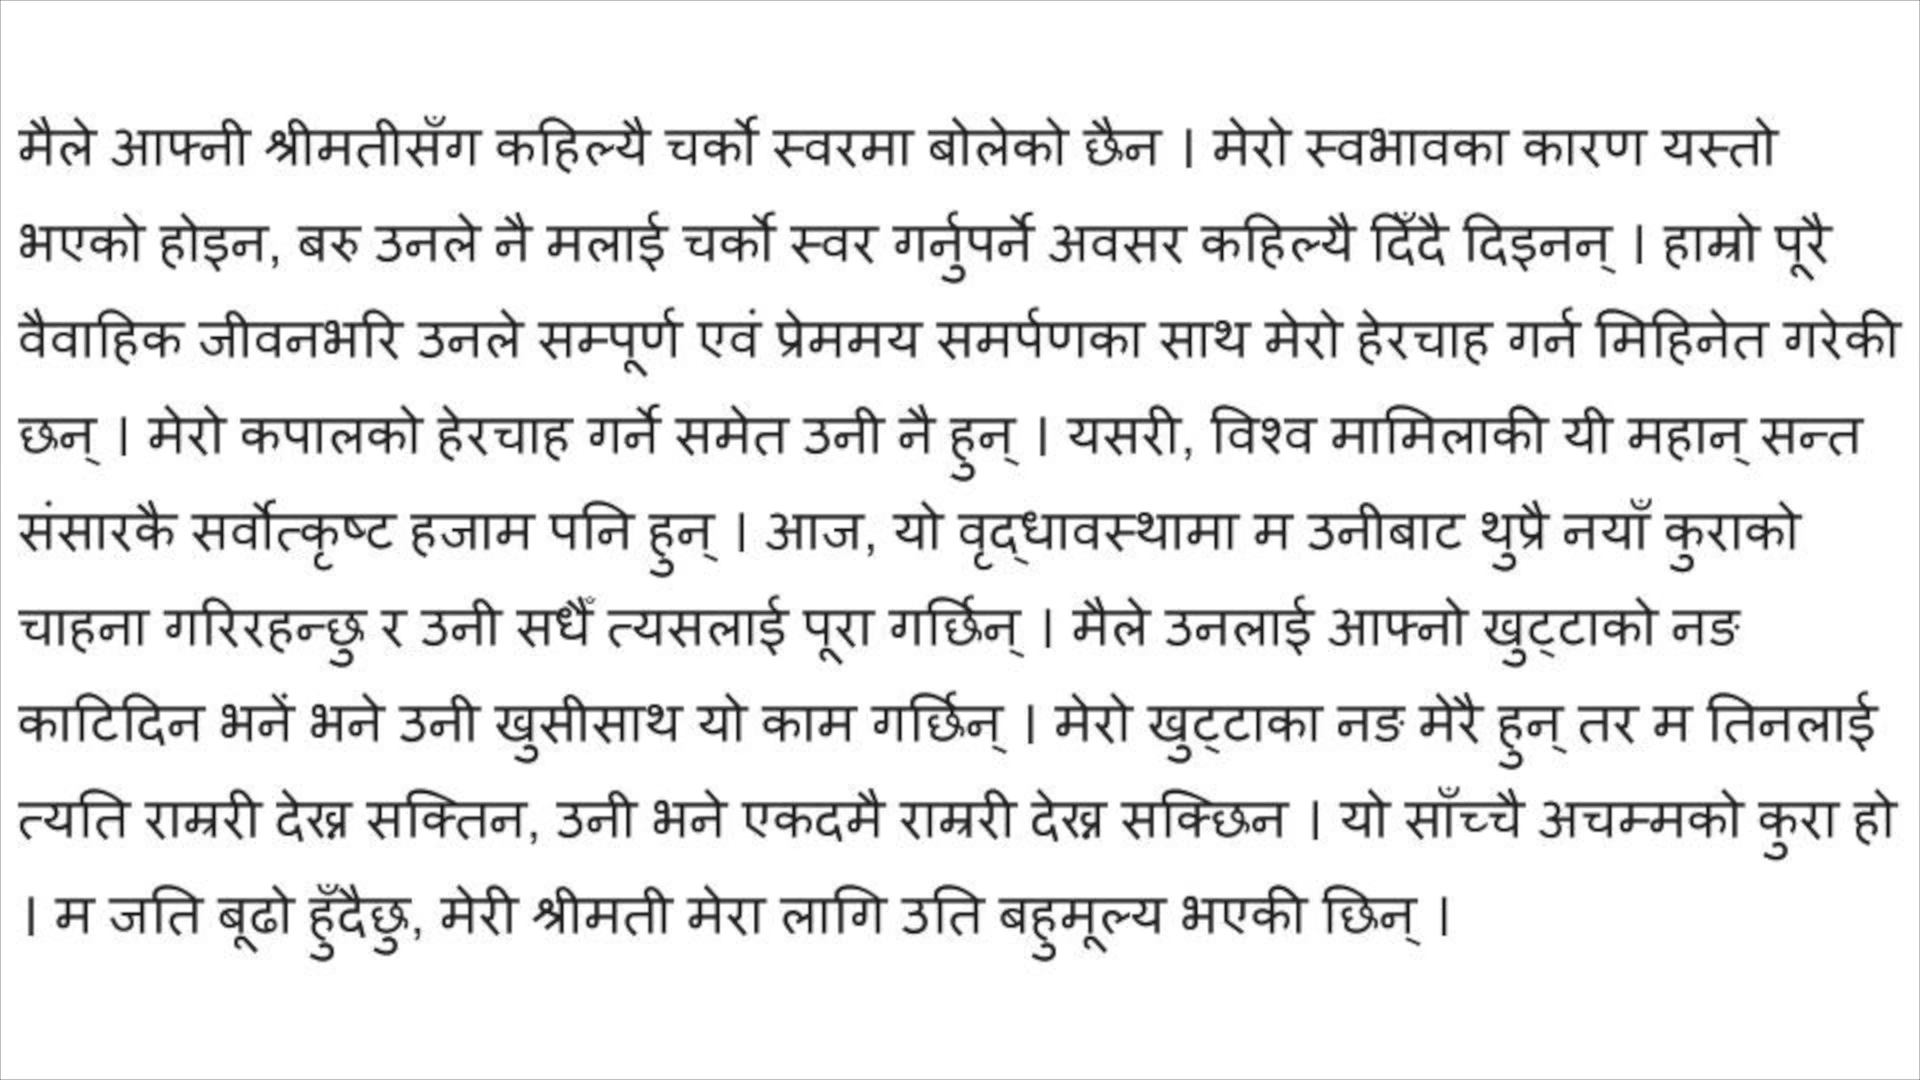 मैले आफ्नी श्रीमतीसँग कहिल्यै चर्को स्वरमा बोलेको छैन । मेरो स्वभावका कारण यस्तो
भएको होइन, बरु उनले नै मलाई चर्को स्वर गर्नुपर्ने अवसर कहिल्यै दिँदै दिइनन् । हाम्रो पूरै
वैवाहिक जीवनभरि उनले सम्पूर्ण एवं प्रेममय समर्पणका साथ मेरो हेरचाह गर्न मिहिनेत गरेकी
छन् । मेरो कपालको हेरचाह गर्ने समेत उनी नै हुन् । यसरी, विश्व मामिलाकी यी महान् सन्त
संसारकै सर्वोत्कृष्ट हजाम पनि हुन् । आज, यो वृद्धावस्थामा म उनीबाट थुप्रै नयाँ कुराको
चाहना गरिरहन्छु र उनी सधैँ त्यसलाई पूरा गर्छिन् । मैले उनलाई आफ्नो खुट्टाको नङ
काटिदिन भनें भने उनी खुसीसाथ यो काम गर्छिन् । मेरो खुट्टाका नङ मेरै हुन् तर म तिनलाई
त्यति राम्ररी देख्न सक्तिन, उनी भने एकदमै राम्ररी देख्न सक्छिन । यो साँच्चै अचम्मको कुरा हो
। म जति बूढो हुँदैछु, मेरी श्रीमती मेरा लागि उति बहुमूल्य भएकी छिन् ।